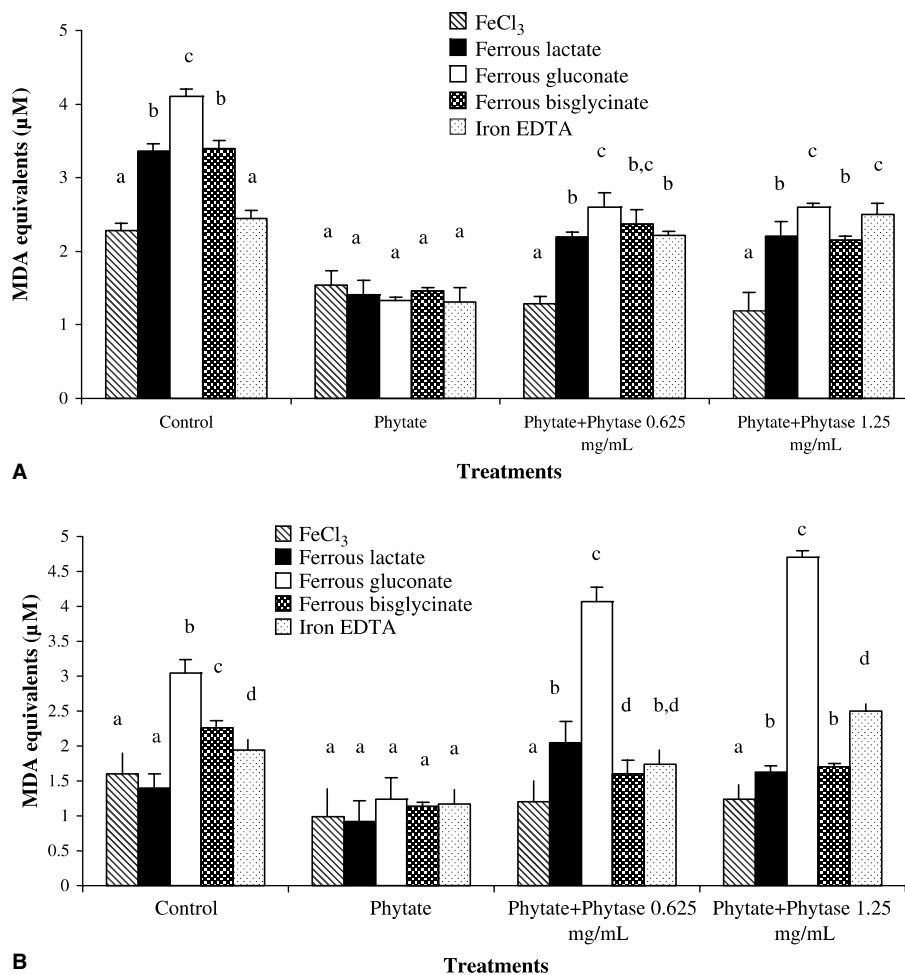 FeCl3
Ferrous lactate
Ferrous gluconate
Ferrous bisglycinate
Iron EDTA
MDA equivalents (µM)
5
4
3
2
1
0
a b c b a
a a a a a
a b c b,c b
a b c b c
Control Phytate Phytate+Phytase 0.625 Phytate+Phytase 1.25
mg/mL mg/mL
Treatments
A
FeCl3
Ferrous lactate
Ferrous gluconate
Ferrous bisglycinate
Iron EDTA
MDA equivalents (µM)
5
4.5
4
3.5
3
2.5
2
1.5
1
0.5
0
a a b c d
a a a a a
a b c d b,d
a b c b d
Control Phytate Phytate+Phytase 0.625 Phytate+Phytase 1.25
mg/mL mg/mL
Treatments
B